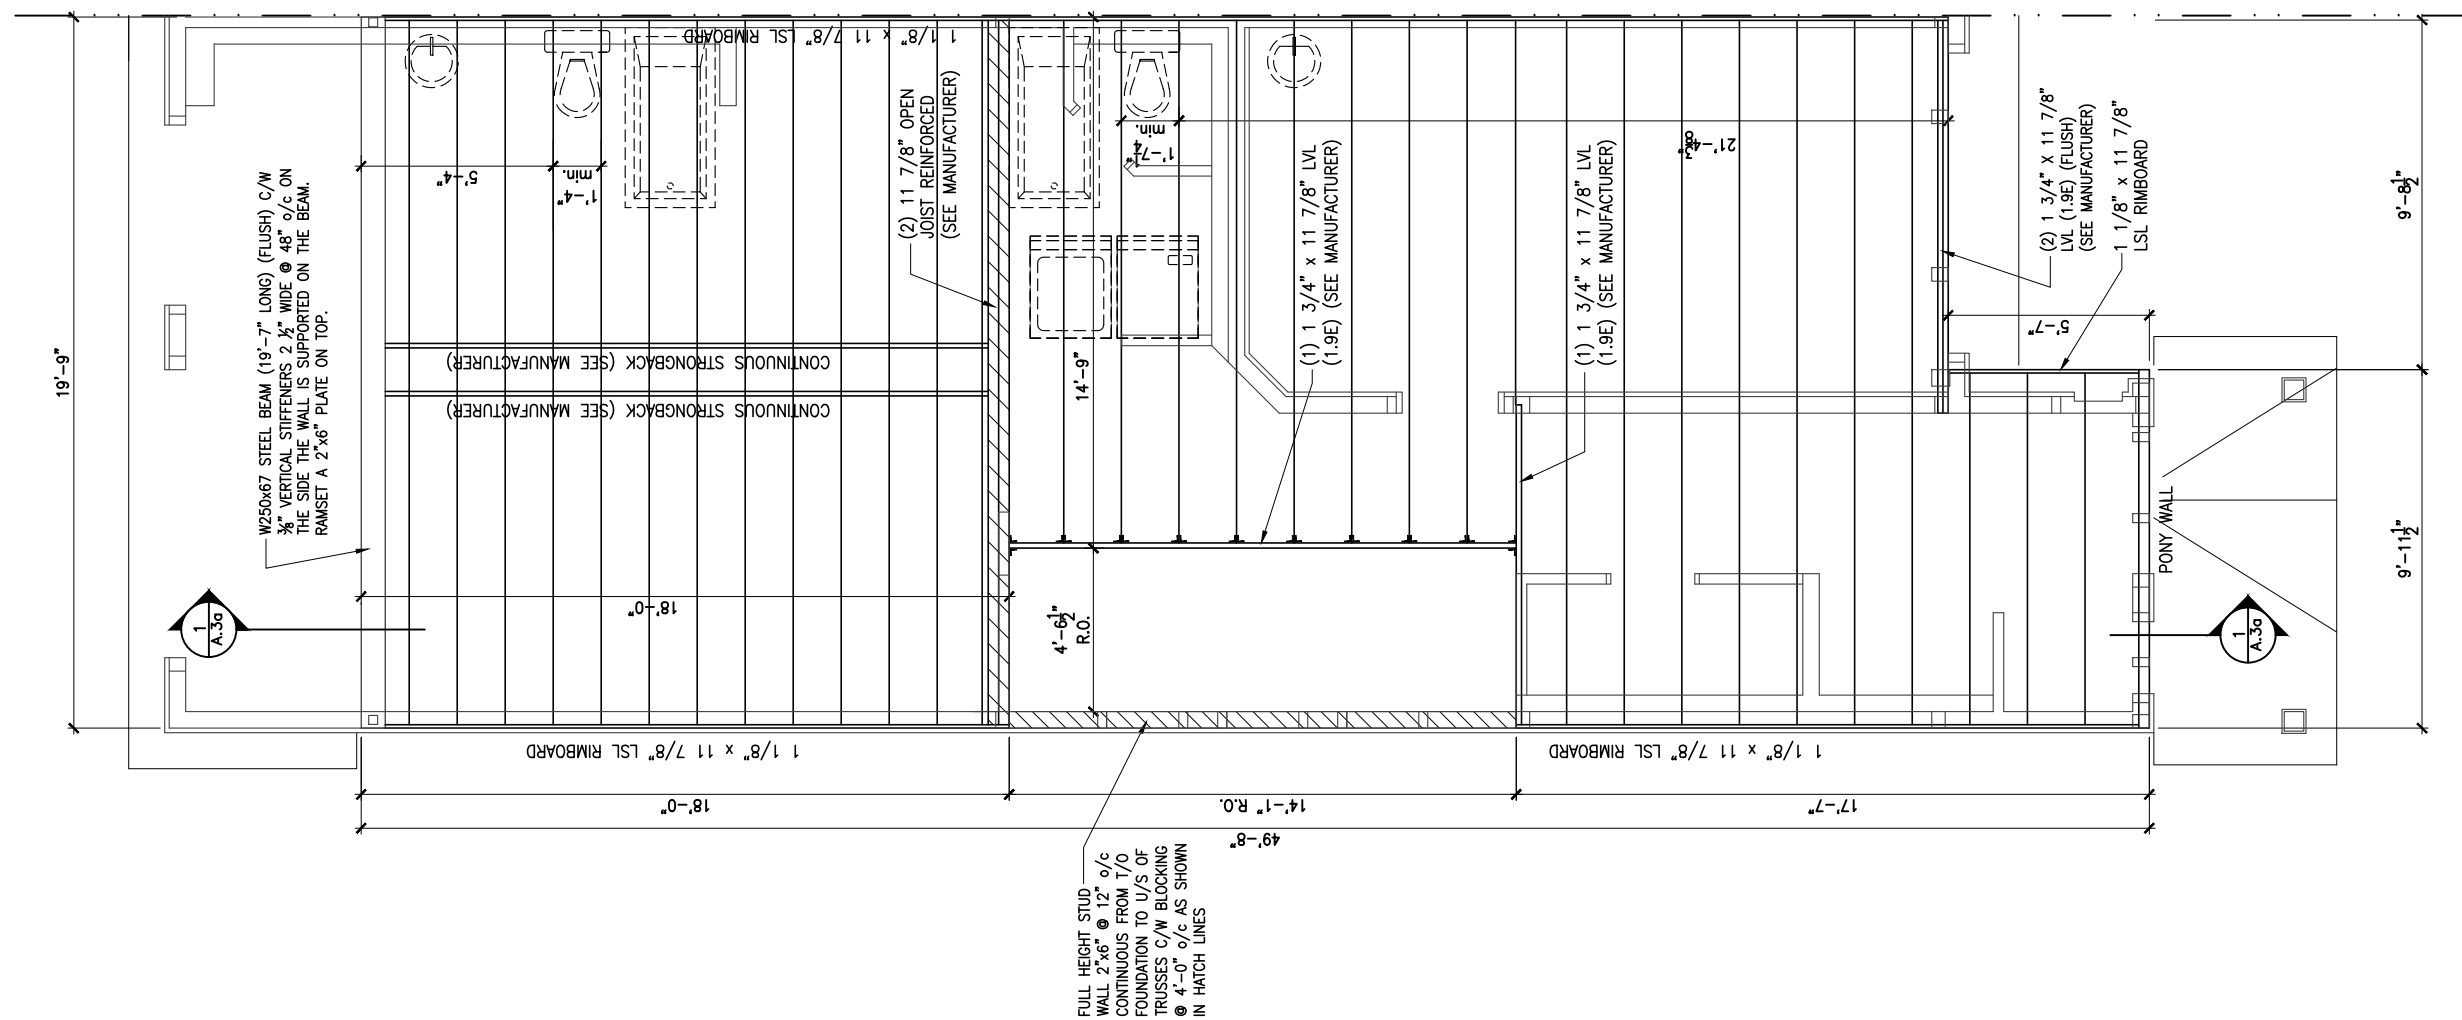 19'-9"
W250x67 STEEL BEAM (19'-7" LONG) (FLUSH) C/W
⅜" VERTICAL STIFFENERS 2 ½" WIDE @ 48" o/c ON
THE SIDE THE WALL IS SUPPORTED ON THE BEAM.
RAMSET A 2"x6" PLATE ON TOP.
1
A.3a
5'-4"
1'-4"
min.
1 1/8" x 11 7/8" LSL RIMBOARD
CONTINUOUS STRONGBACK (SEE MANUFACTURER)
CONTINUOUS STRONGBACK (SEE MANUFACTURER)
18'-0"
(2) 11 7/8" OPEN
JOIST REINFORCED
(SEE MANUFACTURER)
14'-9"
4'-6½"
R.O.
1'-7¼"
min.
(1) 1 3/4" x 11 7/8" LVL
(1.9E) (SEE MANUFACTURER)
(1) 1 3/4" x 11 7/8" LVL
(1.9E) (SEE MANUFACTURER)
21'-4⅜"
(2) 1 3/4" X 11 7/8"
LVL (1.9E) (FLUSH)
(SEE MANUFACTURER)
1 1/8" x 11 7/8"
LSL RIMBOARD
5'-7"
PONY WALL
1
A.3a
9'-8½"
9'-11½"
1 1/8" x 11 7/8" LSL RIMBOARD
1 1/8" x 11 7/8" LSL RIMBOARD
18'-0"
14'-1" R.O.
17'-7"
49'-8"
FULL HEIGHT STUD
WALL 2"x6" @ 12" o/c
CONTINUOUS FROM T/O
FOUNDATION TO U/S OF
TRUSSES C/W BLOCKING
@ 4'-0" o/c AS SHOWN
IN HATCH LINES